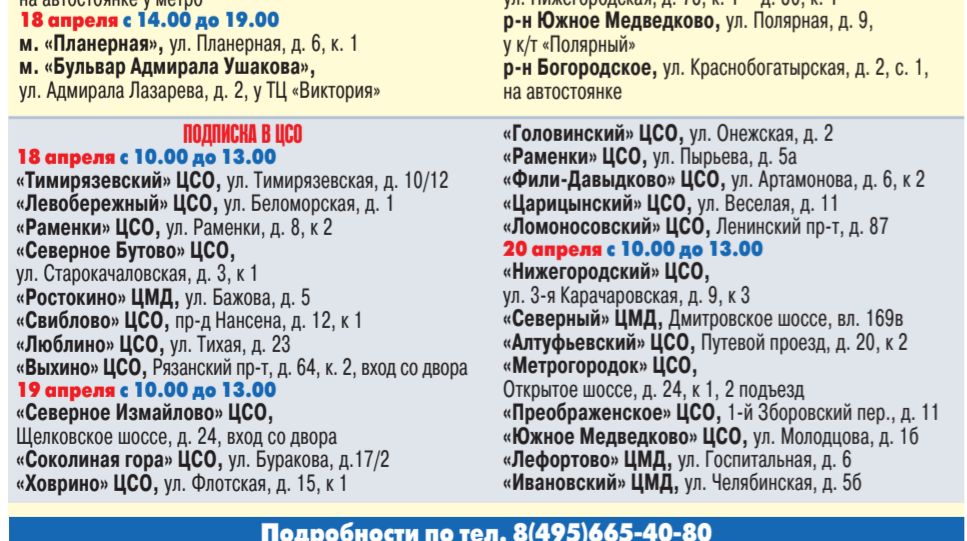 на автостоянке у метро
18 апреля с 14.00 до 19.00
м. «Планерная», ул. Планерная, д. 6, к. 1
м. «Бульвар Адмирала Ушакова»,
ул. Адмирала Лазарева, д. 2, у ТЦ «Виктория»
ул. Нижегородская, д. 70, к. 1 – д. 86, к. 1
р-н Южное Медведково, ул. Полярная, д. 9,
у к/т «Полярный»
р-н Богородское, ул. Краснобогатырская, д. 2, с. 1,
на автостоянке
ПОДПИСКА В ЦСО
18 апреля с 10.00 до 13.00
«Тимирязевский» ЦСО, ул. Тимирязевская, д. 10/12
«Левобережный» ЦСО, ул. Беломорская, д. 1
«Раменки» ЦСО, ул. Раменки, д. 8, к 2
«Северное Бутово» ЦСО,
ул. Старокачаловская, д. 3, к 1
«Ростокино» ЦМД, ул. Бажова, д. 5
«Свиблово» ЦСО, пр-д Нансена, д. 12, к 1
«Люблино» ЦСО, ул. Тихая, д. 23
«Выхино» ЦСО, Рязанский пр-т, д. 64, к. 2, вход со двора
19 апреля с 10.00 до 13.00
«Северное Измайлово» ЦСО,
Щелковское шоссе, д. 24, вход со двора
«Соколиная гора» ЦСО, ул. Буракова, д.17/2
«Ховрино» ЦСО, ул. Флотская, д. 15, к 1
«Головинский» ЦСО, ул. Онежская, д. 2
«Раменки» ЦСО, ул. Пырьева, д. 5а
«Фили-Давыдково» ЦСО, ул. Артамонова, д. 6, к 2
«Царицынский» ЦСО, ул. Веселая, д. 11
«Ломоносовский» ЦСО, Ленинский пр-т, д. 87
20 апреля с 10.00 до 13.00
«Нижегородский» ЦСО,
ул. 3-я Карачаровская, д. 9, к 3
«Северный» ЦМД, Дмитровское шоссе, вл. 169в
«Алтуфьевский» ЦСО, Путевой проезд, д. 20, к 2
«Метрогородок» ЦСО,
Открытое шоссе, д. 24, к 1, 2 подъезд
«Преображенское» ЦСО, 1-й Зборовский пер., д. 11
«Южное Медведково» ЦСО, ул. Молодцова, д. 1б
«Лефортово» ЦМД, ул. Госпитальная, д. 6
«Ивановский» ЦМД, ул. Челябинская, д. 5б
Подробности по тел. 8(495)665-40-80